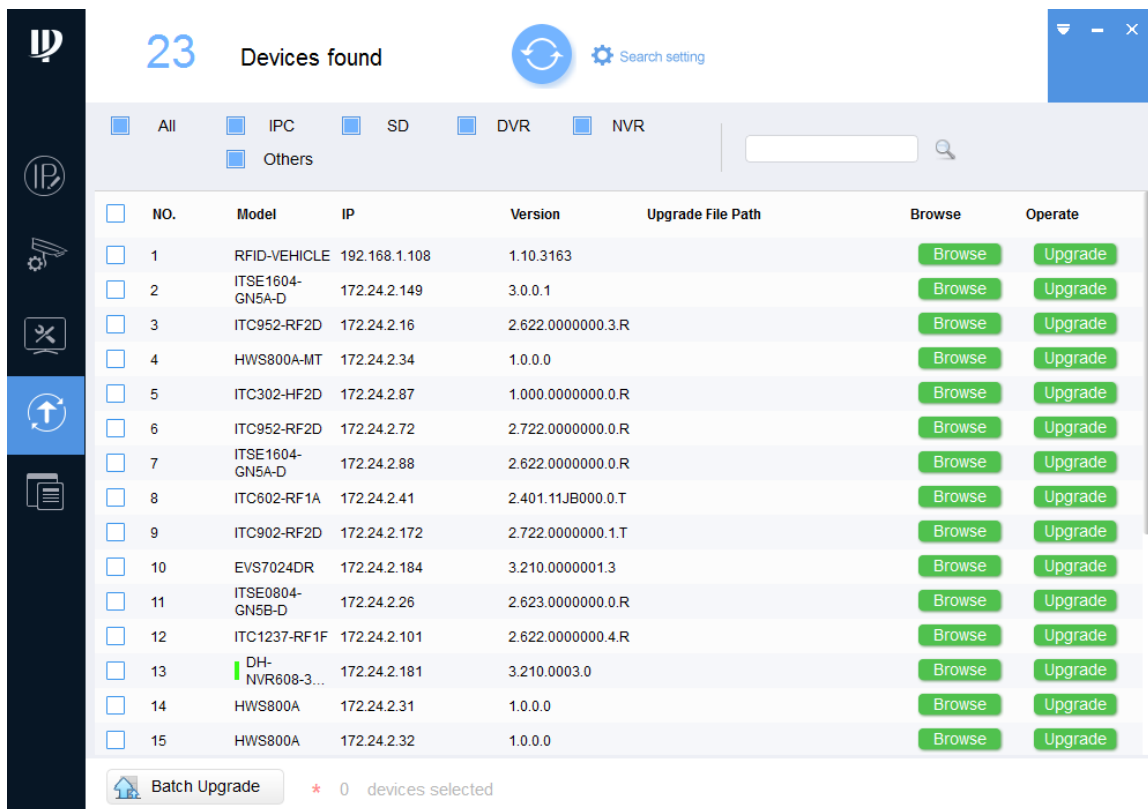 23 Devices found Search setting
All IPC SD DVR NVR
Others
NO. Model IP Version Upgrade File Path Browse Operate
1 RFID-VEHICLE 192.168.1.108 1.10.3163 Browse Upgrade
2 ITSE1604-GN5A-D 172.24.2.149 3.0.0.1 Browse Upgrade
3 ITC952-RF2D 172.24.2.16 2.622.0000000.3.R Browse Upgrade
4 HWS800A-MT 172.24.2.34 1.0.0.0 Browse Upgrade
5 ITC302-HF2D 172.24.2.87 1.000.0000000.0.R Browse Upgrade
6 ITC952-RF2D 172.24.2.72 2.722.0000000.0.R Browse Upgrade
7 ITSE1604-GN5A-D 172.24.2.88 2.622.0000000.0.R Browse Upgrade
8 ITC602-RF1A 172.24.2.41 2.401.11JB000.0.T Browse Upgrade
9 ITC902-RF2D 172.24.2.172 2.722.0000000.1.T Browse Upgrade
10 EVS7024DR 172.24.2.184 3.210.0000001.3 Browse Upgrade
11 ITSE0804-GN5B-D 172.24.2.26 2.623.0000000.0.R Browse Upgrade
12 ITC1237-RF1F 172.24.2.101 2.622.0000000.4.R Browse Upgrade
13 DH-NVR608-3... 172.24.2.181 3.210.0003.0 Browse Upgrade
14 HWS800A 172.24.2.31 1.0.0.0 Browse Upgrade
15 HWS800A 172.24.2.32 1.0.0.0 Browse Upgrade
Batch Upgrade * 0 devices selected